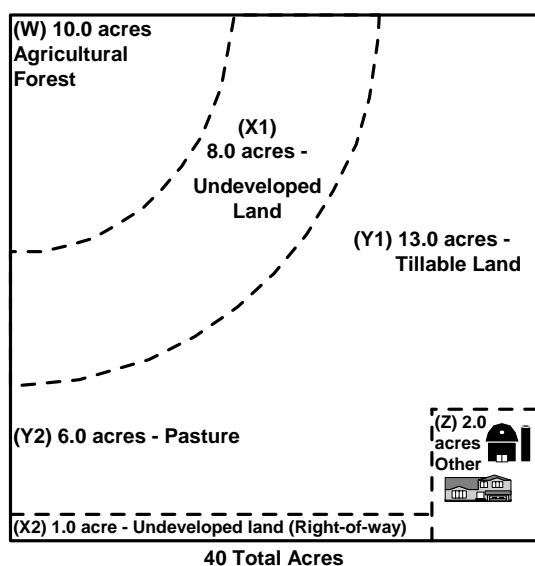 (W) 10.0 acres
Agricultural
Forest
(X1)
8.0 acres -
Undeveloped
Land
(Y1) 13.0 acres -
Tillable Land
(Y2) 6.0 acres - Pasture
(Z) 2.0
acres
Other
(X2) 1.0 acre - Undeveloped land (Right-of-way)
40 Total Acres